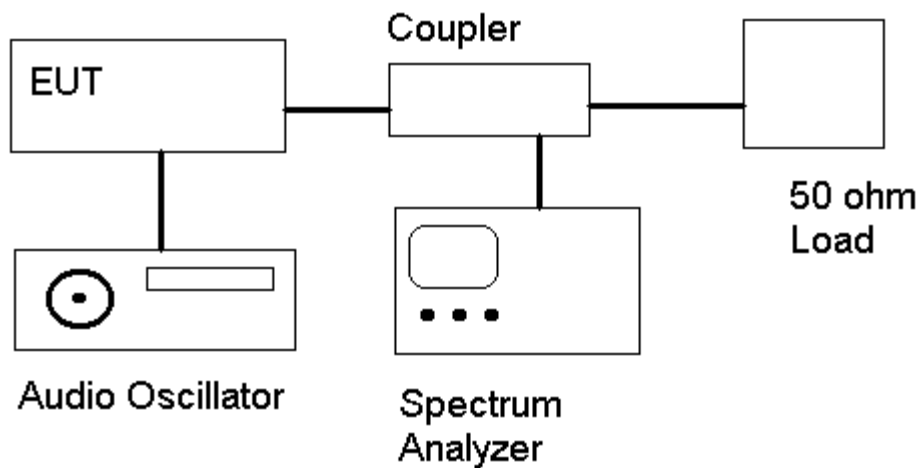 Coupler
EUT
50 ohm
Load
Audio Oscillator
Spectrum
Analyzer